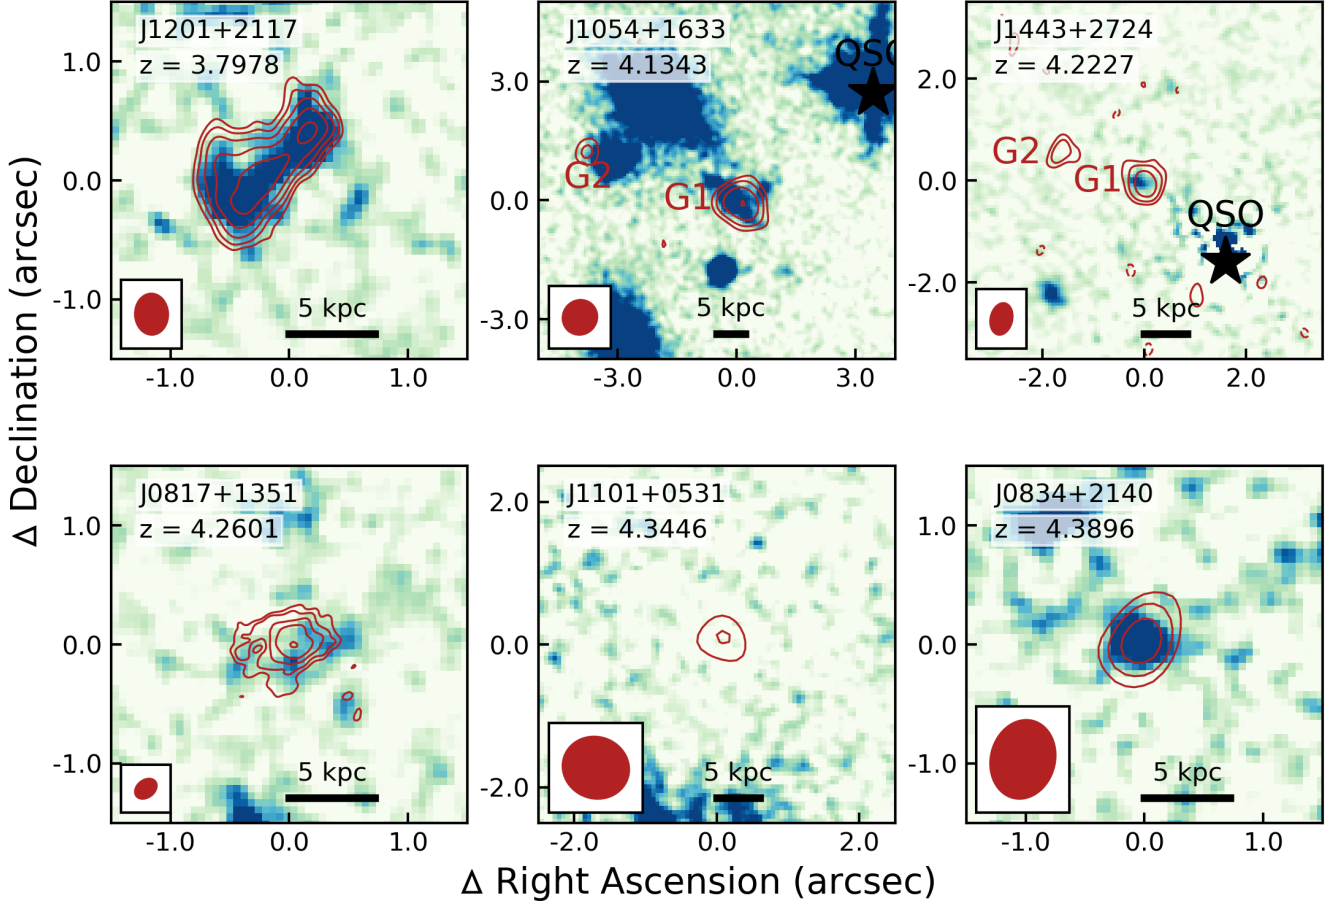 Δ Declination (arcsec)
J1201+2117
z = 3.7978
1.0
0.0
-1.0
5 kpc
-1.0
0.0
1.0
J1054+1633
z = 4.1343
QSO
3.0
0.0
-3.0
G2
G1
5 kpc
-3.0
0.0
3.0
J1443+2724
z = 4.2227
2.0
0.0
-2.0
G2
G1
QSO
5 kpc
-2.0
0.0
2.0
J0817+1351
z = 4.2601
1.0
0.0
-1.0
5 kpc
-1.0
0.0
1.0
J1101+0531
z = 4.3446
2.0
0.0
-2.0
5 kpc
-2.0
0.0
2.0
J0834+2140
z = 4.3896
1.0
0.0
-1.0
5 kpc
-1.0
0.0
1.0
Δ Right Ascension (arcsec)